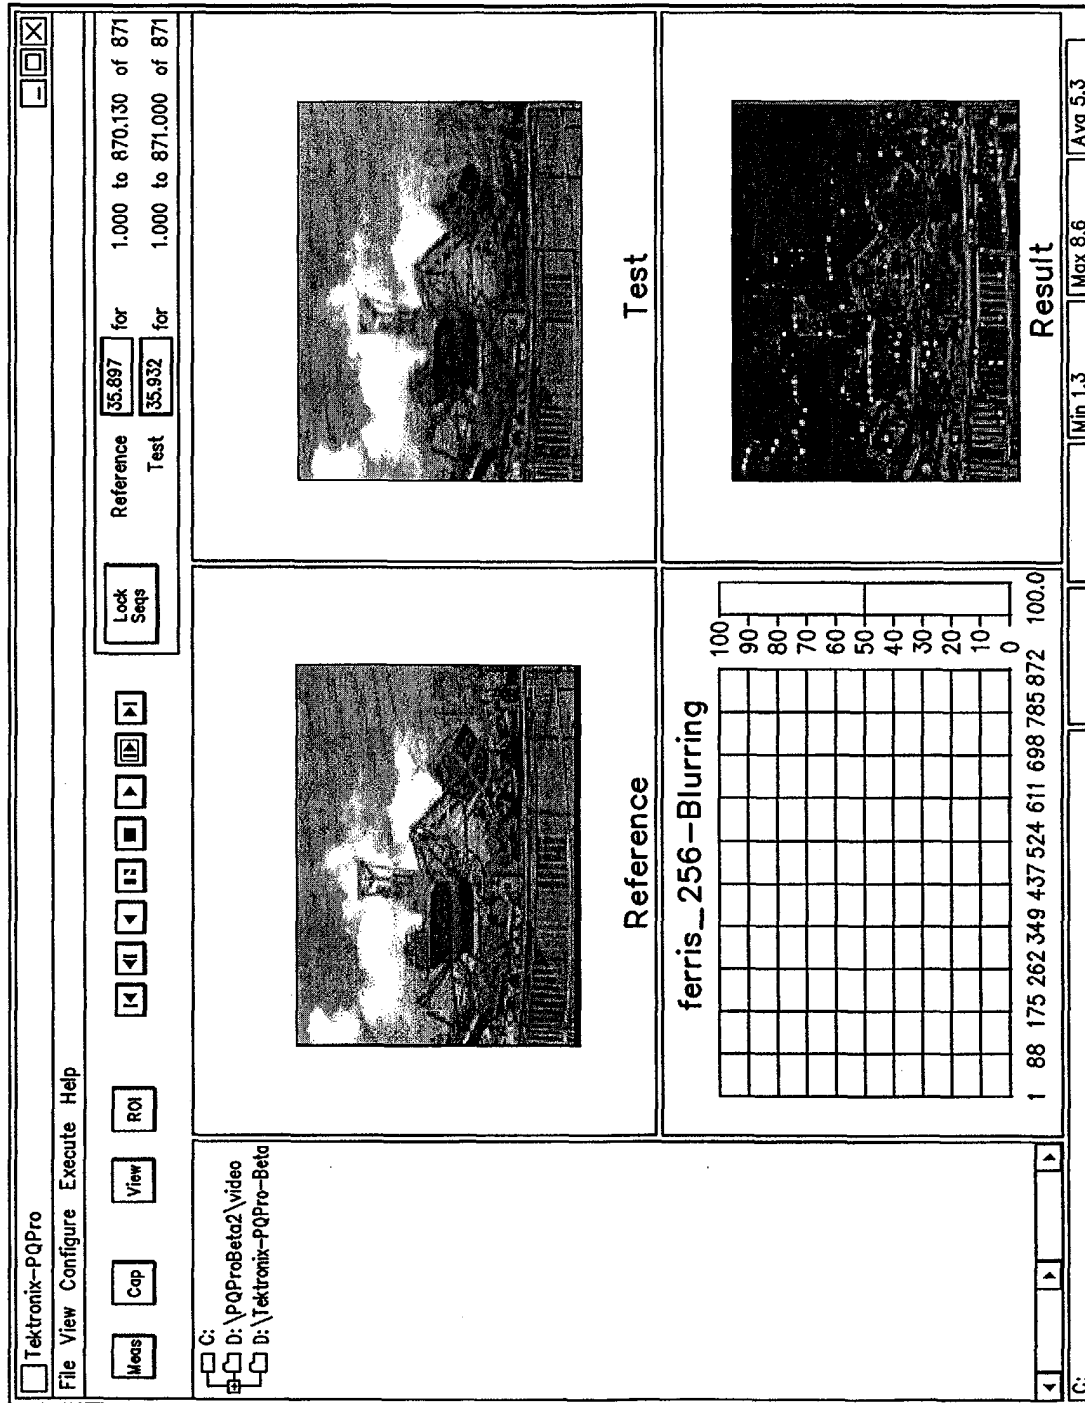 Tektronix-PQPro
File View Configure Execute Help
Meas Cap View ROI
Lock Seqs
Reference 35.897 for 1.000 to 870.130 of 871
Test 35.932 for 1.000 to 871.000 of 871
C:
D:\PQProBeta2\video
D:\Tektronix-PQPro-Beta
Reference
Test
ferris_256-Blurring
100
90
80
70
60
50
40
30
20
10
0
1 88 175 262 349 437 524 611 698 785 872 100.0
Result
C: Min 1.3 Max 8.6 Avg 5.3